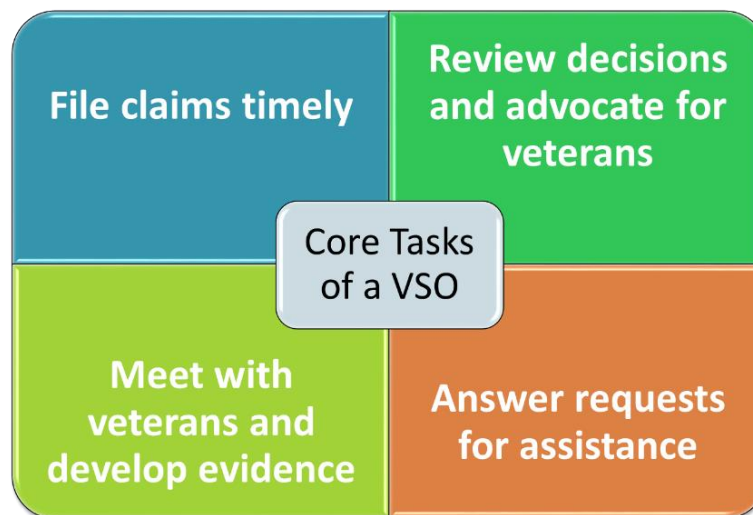 File claims timely
Review decisions
and advocate for
veterans
Core Tasks
of a VSO
Meet with
veterans and
develop evidence
Answer requests
for assistance